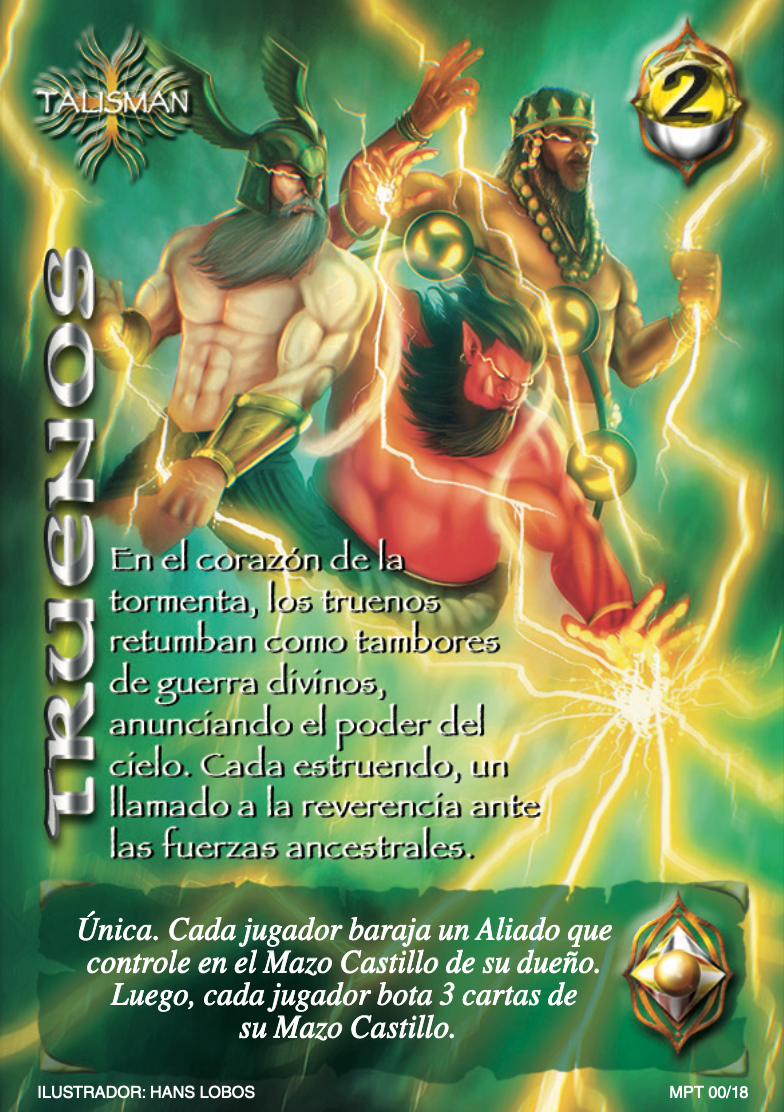 TALISMAN
2
TRUENOS
En el corazón de la
tormenta, los truenos
retumban como tambores
de guerra divinos,
anunciando el poder del
cielo. Cada estruendo, un
llamado a la reverencia ante
las fuerzas ancestrales.
Única. Cada jugador baraja un Aliado que
controle en el Mazo Castillo de su dueño.
Luego, cada jugador bota 3 cartas de
su Mazo Castillo.
ILUSTRADOR: HANS LOBOS
MPT 00/18